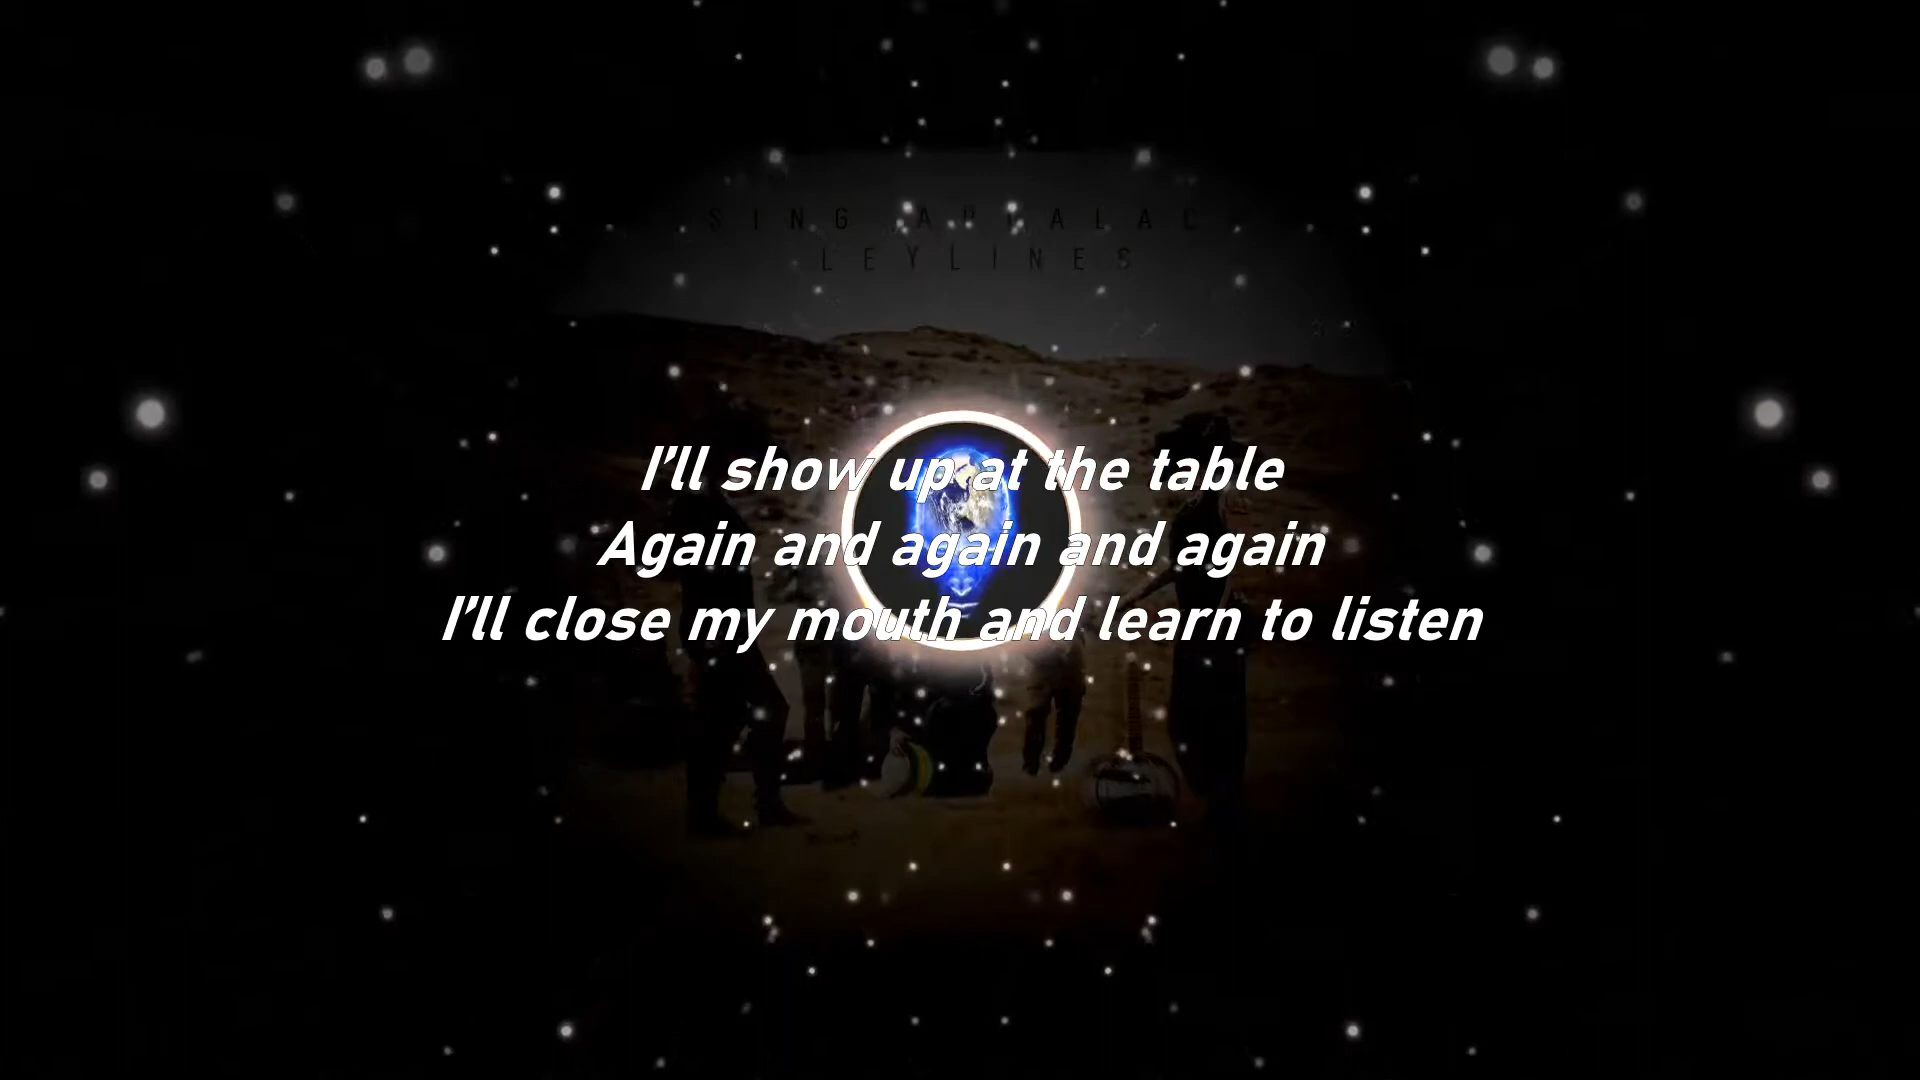 SING
LEYLINES
I'll show up at the table
Again and again and again
I'll close my mouth and learn to listen